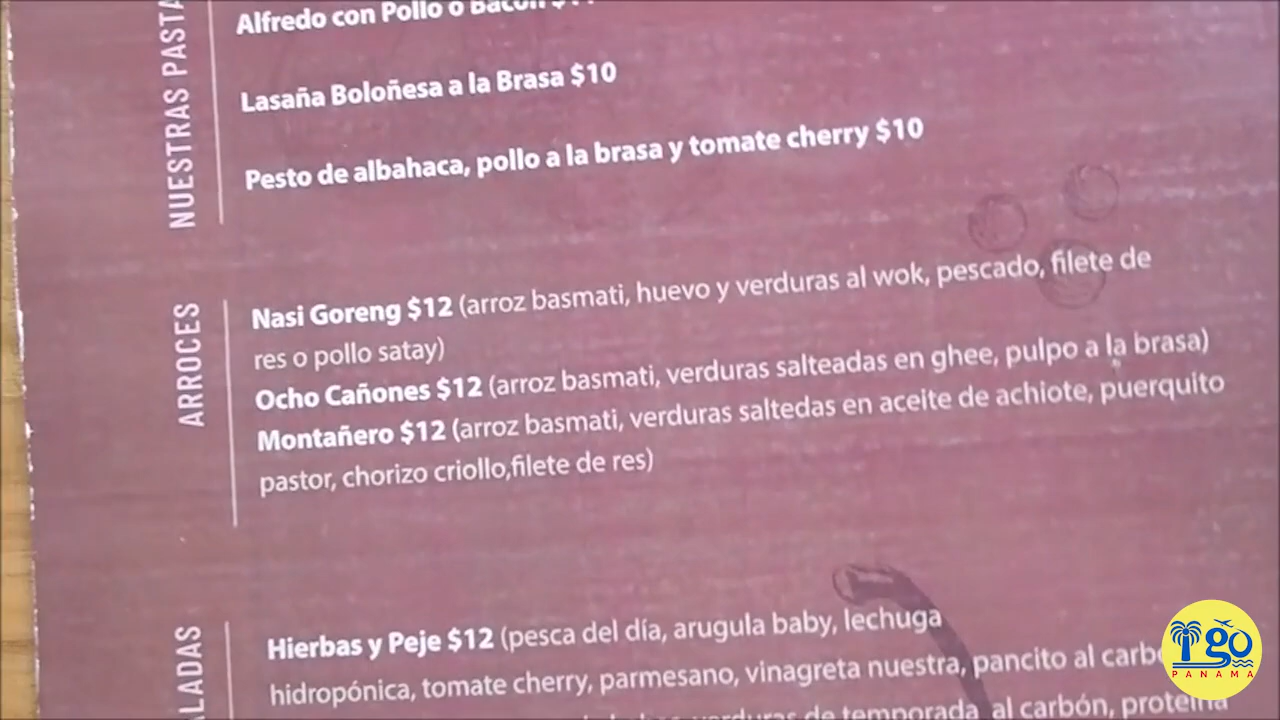 NUESTRAS PASTA
Alfredo con Pollo o Bacon
Lasaña Boloñesa a la Brasa $10
Pesto de albahaca, pollo a la brasa y tomate cherry $10
ARROCES
Nasi Goreng $12 (arroz basmati, huevo y verduras al wok, pescado, filete de
res o pollo satay)
Ocho Cañones $12 (arroz basmati, verduras salteadas en ghee, pulpo a la brasa)
Montañero $12 (arroz basmati, verduras saltedas en aceite de achiote, puerquito
pastor, chorizo criollo,filete de res)
LADAS
Hierbas y Peje $12 (pesca del día, arugula baby, lechuga
hidropónica, tomate cherry, parmesano, vinagreta nuestra, pancito al carb
verduras de temporada al carbón, proteína
go
PANAMA